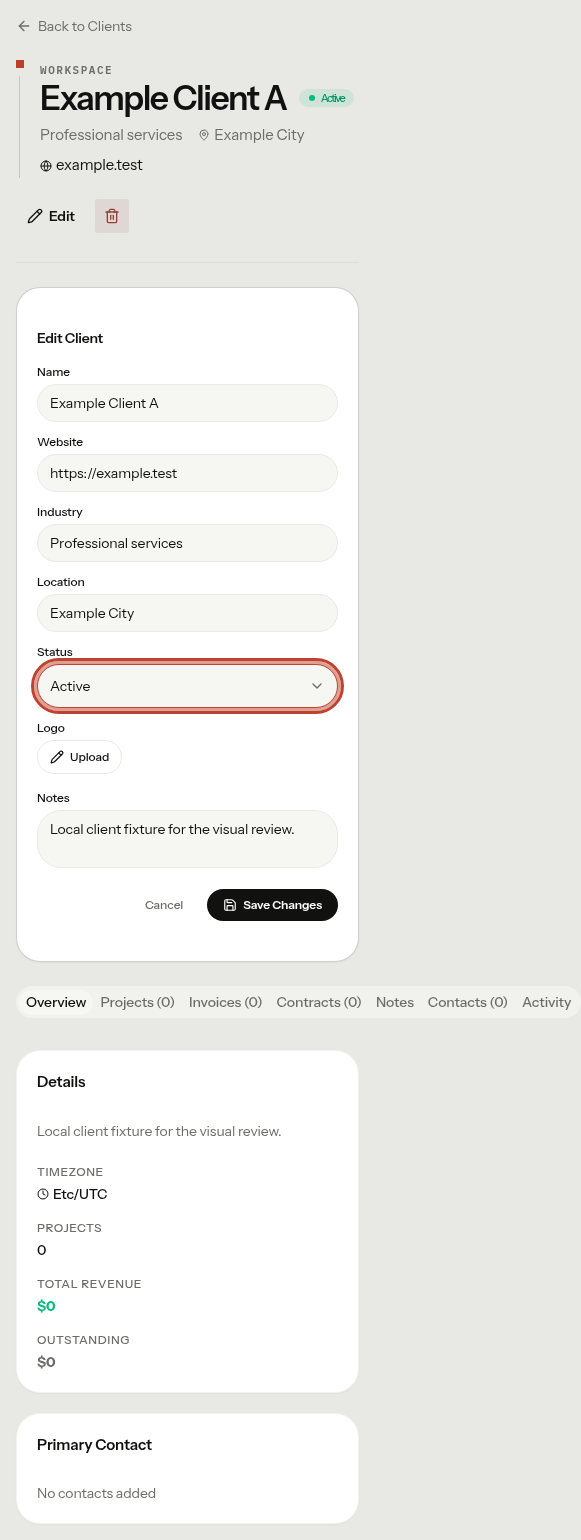 Back to Clients
WORKSPACE
Example Client A Active
Professional services Example City
example.test
Edit
Edit Client
Name
Example Client A
Website
https://example.test
Industry
Professional services
Location
Example City
Status
Active
Logo
Upload
Notes
Local client fixture for the visual review.
Cancel Save Changes
Overview Projects (0) Invoices (0) Contracts (0) Notes Contacts (0) Activity
Details
Local client fixture for the visual review.
TIMEZONE
Etc/UTC
PROJECTS
0
TOTAL REVENUE
$0
OUTSTANDING
$0
Primary Contact
No contacts added